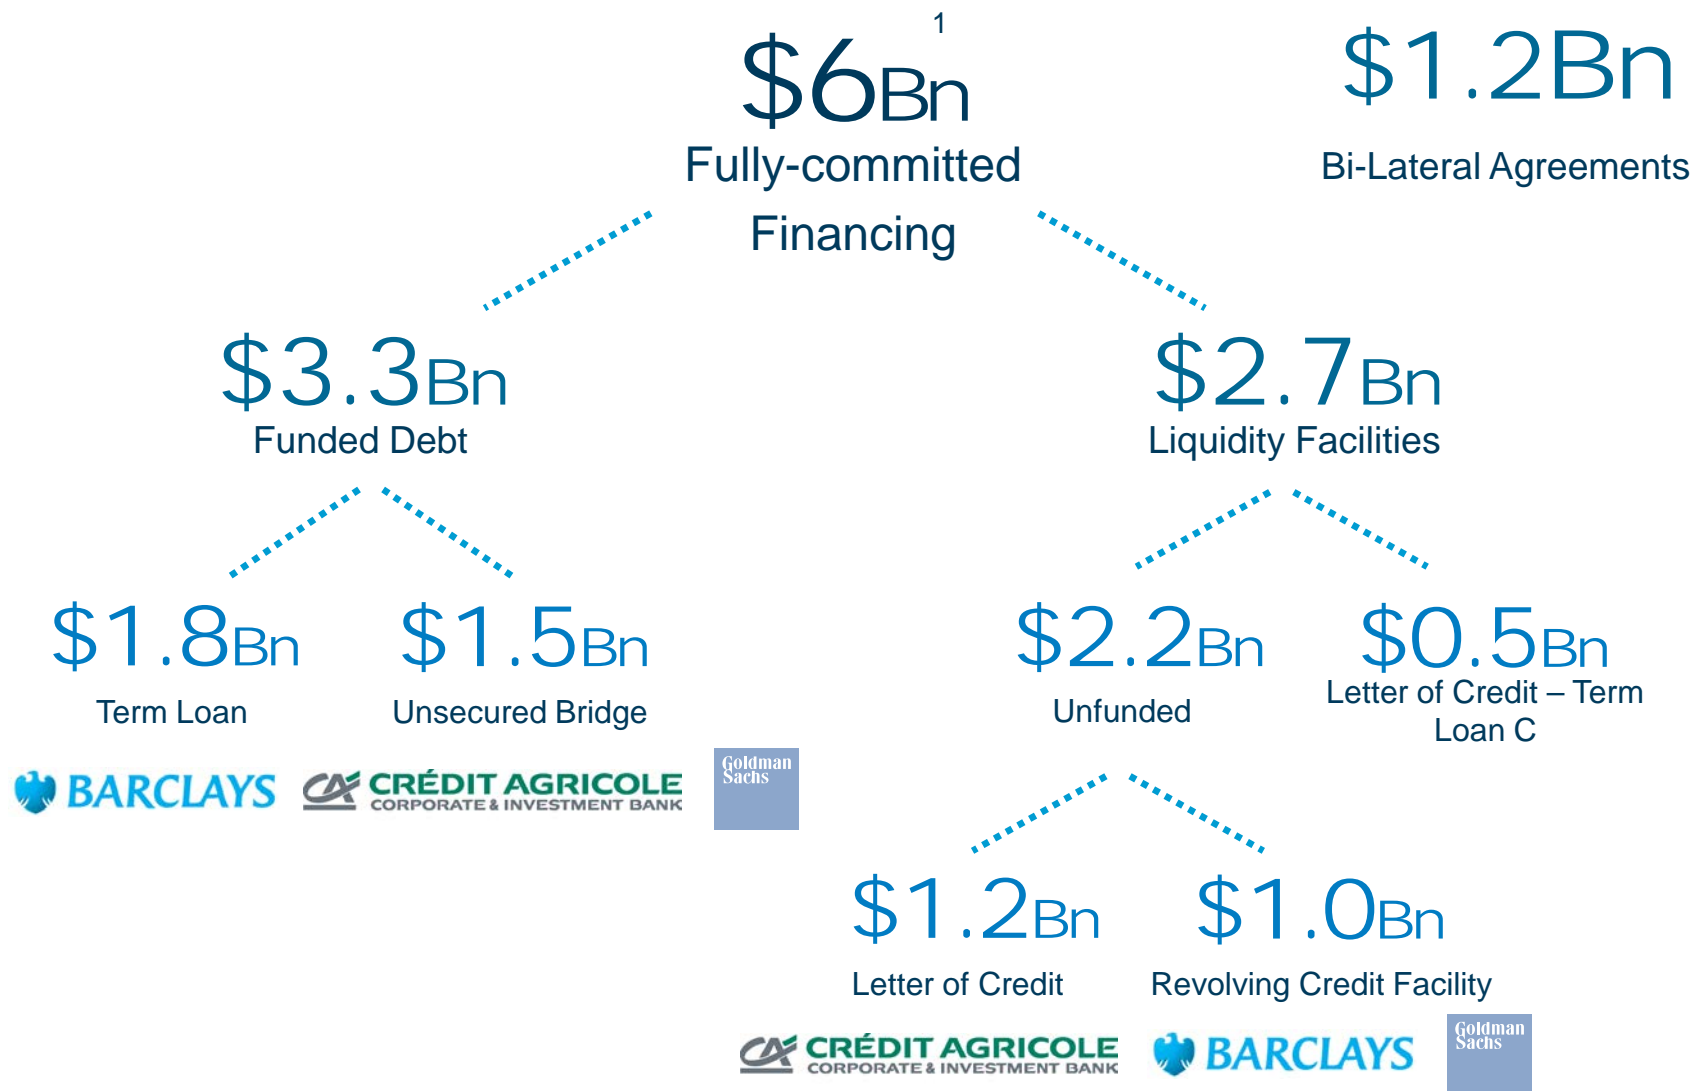 1
$6Bn
Fully-committed
Financing
$1.2Bn
Bi-Lateral Agreements
$3.3Bn
Funded Debt
$2.7Bn
Liquidity Facilities
$1.8Bn
Term Loan
$1.5Bn
Unsecured Bridge
$2.2Bn
Unfunded
$0.5Bn
Letter of Credit – Term
Loan C
BARCLAYS
CRÉDIT AGRICOLE
CORPORATE & INVESTMENT BANK
Goldman
Sachs
$1.2Bn
Letter of Credit
$1.0Bn
Revolving Credit Facility
CRÉDIT AGRICOLE
CORPORATE & INVESTMENT BANK
BARCLAYS
Goldman
Sachs